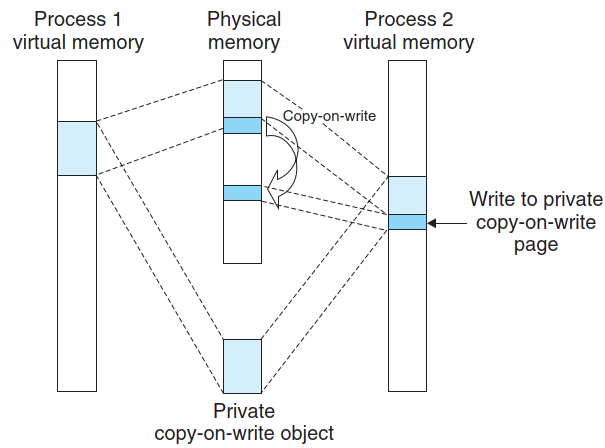 Process 1
virtual memory
Physical
memory
Process 2
virtual memory
Copy-on-write
Write to private
copy-on-write
page
Private
copy-on-write object